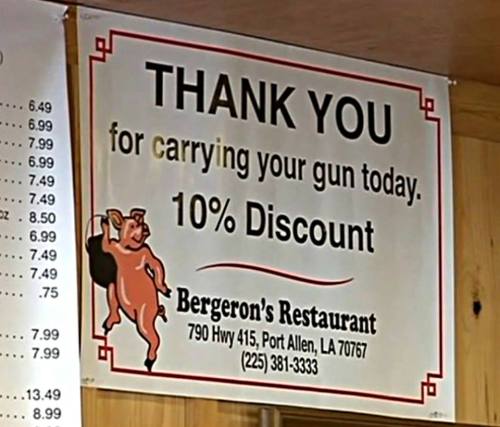 )
.... 6.49
.... 6.99
.... 7.99
.... 6.99
.... 7.49
.... 7.49
oz . 8.50
.... 6.99
.... 7.49
.... 7.49
.... .75
.... 7.99
.... 7.99
....13.49
.... 8.99
THANK YOU
for carrying your gun today.
10% Discount
Bergeron's Restaurant
790 Hwy 415, Port Allen, LA 70767
(225) 381-3333